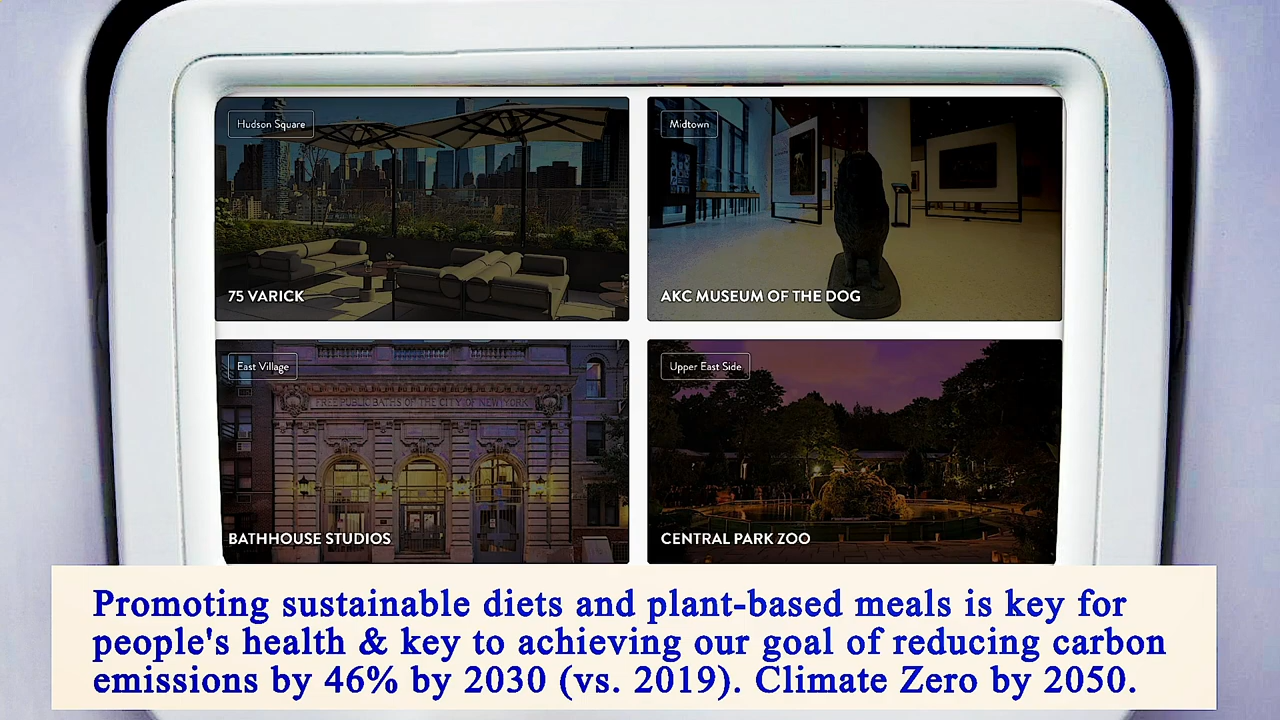 Hudson Square
75 VARICK
Midtown
AKC MUSEUM OF THE DOG
East Village
FREE PUBLIC BATHS OF THE CITY OF NEW YORK
BATHHOUSE STUDIOS
Upper East Side
CENTRAL PARK ZOO
Promoting sustainable diets and plant-based meals is key for
people's health & key to achieving our goal of reducing carbon
emissions by 46% by 2030 (vs. 2019). Climate Zero by 2050.